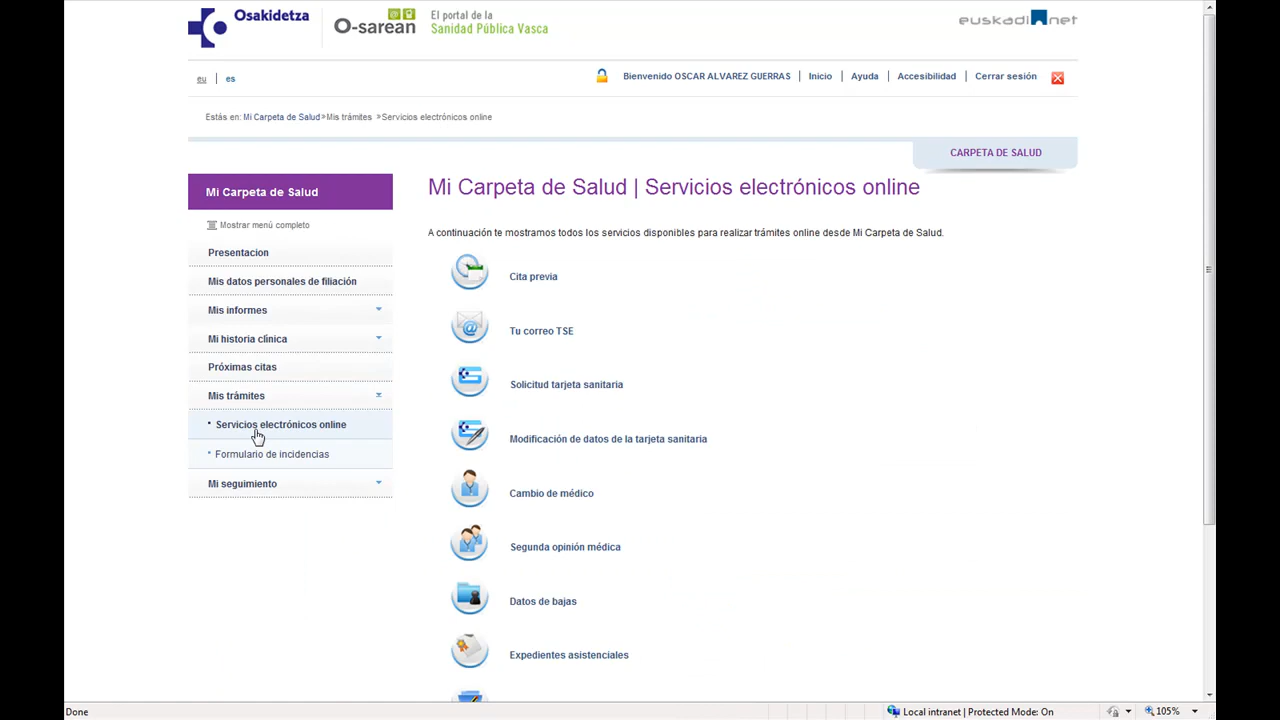 Osakidetza
O-sarean
El portal de la
Sanidad Pública Vasca
euskadi net
eu | es
Bienvenido OSCAR ALVAREZ GUERRAS | Inicio | Ayuda | Accesibilidad | Cerrar sesión
Estás en: Mi Carpeta de Salud »Mis trámites »Servicios electrónicos online
CARPETA DE SALUD
Mi Carpeta de Salud
Mostrar menú completo
Presentacion
Mis datos personales de filiación
Mis informes
Mi historia clínica
Próximas citas
Mis trámites
Servicios electrónicos online
Formulario de incidencias
Mi seguimiento
Mi Carpeta de Salud | Servicios electrónicos online
A continuación te mostramos todos los servicios disponibles para realizar trámites online desde Mi Carpeta de Salud.
Cita previa
Tu correo TSE
Solicitud tarjeta sanitaria
Modificación de datos de la tarjeta sanitaria
Cambio de médico
Segunda opinión médica
Datos de bajas
Expedientes asistenciales
Done
Local intranet | Protected Mode: On
105%